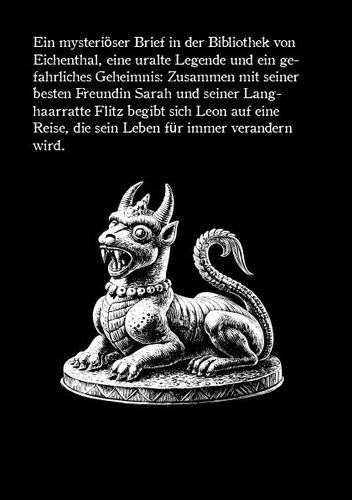 Ein mysteriöser Brief in der Bibliothek von
Eichenthal, eine uralte Legende und ein ge-
fahrliches Geheimnis: Zusammen mit seiner
besten Freundin Sarah und seiner Lang-
haarratte Flitz begibt sich Leon auf eine
Reise, die sein Leben für immer verandern
wird.